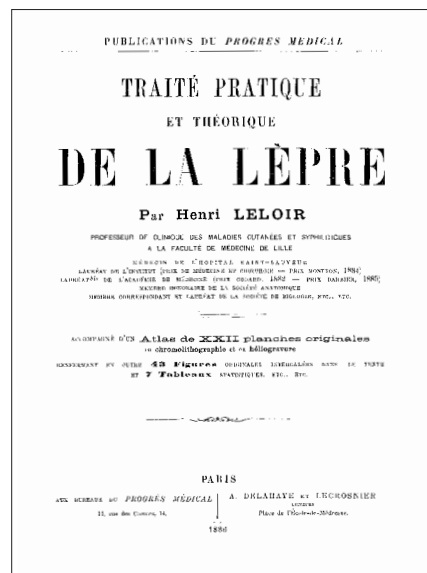 PUBLICATIONS DU PROGRÈS MÉDICAL
TRAITÉ PRATIQUE
ET THÉORIQUE
DE LA LÈPRE
Par Henri LELOIR
PROFESSEUR DE CLINIQUE DES MALADIES CUTANÉES ET SYPHILITIQUES
A LA FACULTÉ DE MÉDECINE DE LILLE
MÉDECIN DE L'HOPITAL SAINT-SAUVEUR
LAURÉAT DE L'INSTITUT (PRIX DE MÉDECINE ET CHIRURGIE — PRIX MONTYON, 1884)
LAURÉAT DE L'ACADÉMIE DE MÉDECINE (PRIX GODARD, 1882 — PRIX 1885)
MEMBRE HONORAIRE DE LA SOCIÉTÉ ANATOMIQUE
MEMBRE CORRESPONDANT ET LAURÉAT DE LA SOCIÉTÉ DE BIOLOGIE, ETC., ETC.
ACCOMPAGNÉ D'UN Atlas de XXII planches originales
en chromolithographie et en héliogravure
RENFERMANT EN OUTRE 43 Figures ORIGINALES INTERCALÉES DANS LE TEXTE
ET 7 Tableaux STATISTIQUES, ETC., ETC.
PARIS
AUX BUREAUX DU PROGRÈS MÉDICAL
14, rue des Carmes, 14.
A. DELAHAYE ET LECROSNIER
ÉDITEURS
Place de l'École-de-Médecine.
1886